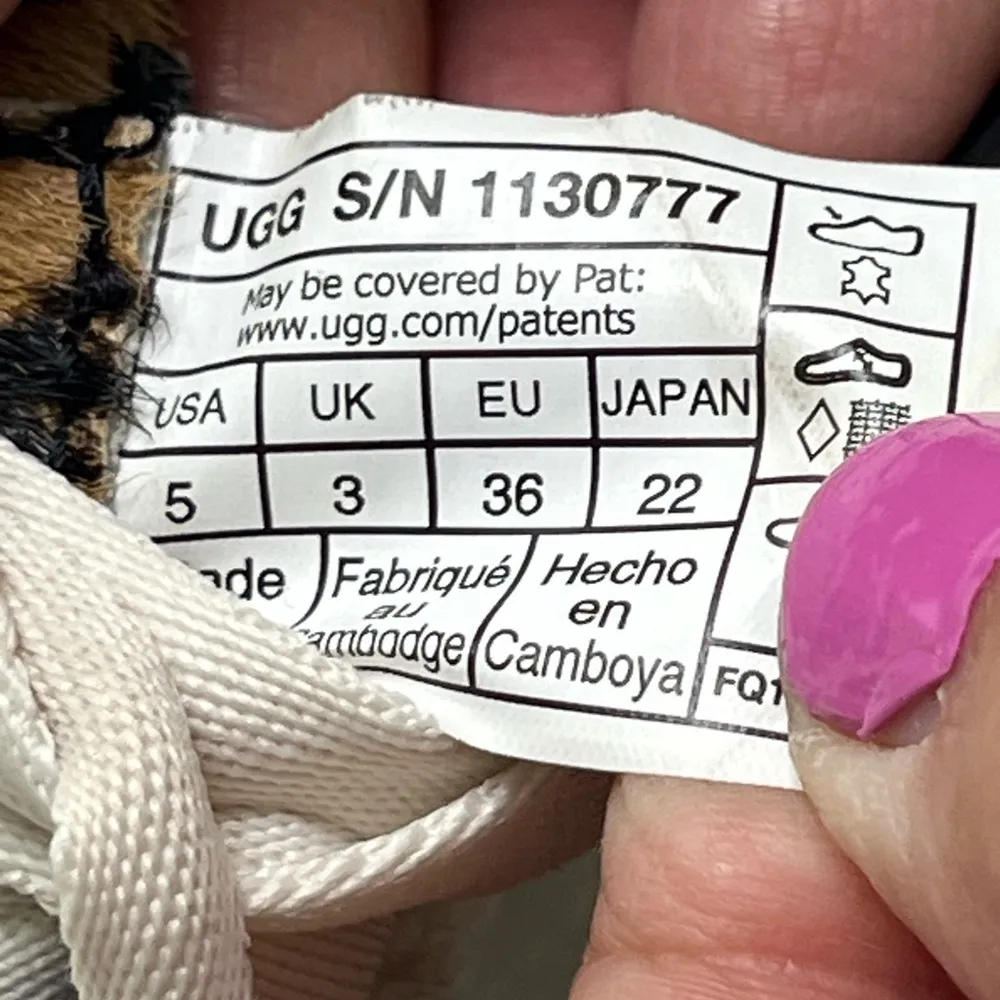 UGG S/N 1130777
May be covered by Pat:
www.ugg.com/patents
USA UK EU JAPAN
5 3 36 22
Fabriqué Hecho
au en
Camboya